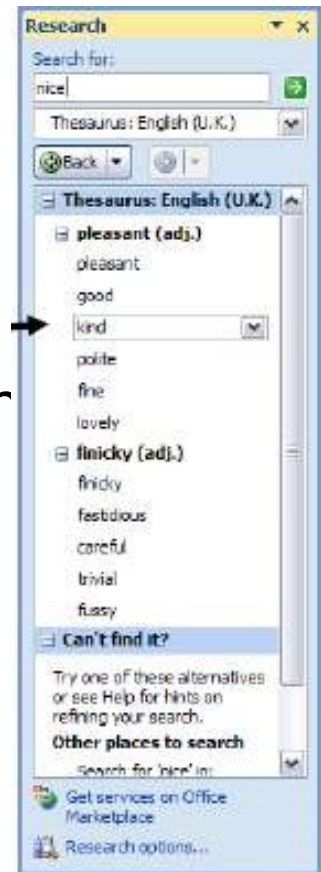 Research
Search for:
nice
Thesaurus: English (U.K.)
Back
Thesaurus: English (U.K.)
pleasant (adj.)
pleasant
good
kind
polite
fine
lovely
finicky (adj.)
finicky
fastidious
careful
trivial
fussy
Can't find it?
Try one of these alternatives
or see Help for hints on
refining your search.
Other places to search
Search for 'nice' in:
Get services on Office
Marketplace
Research options...